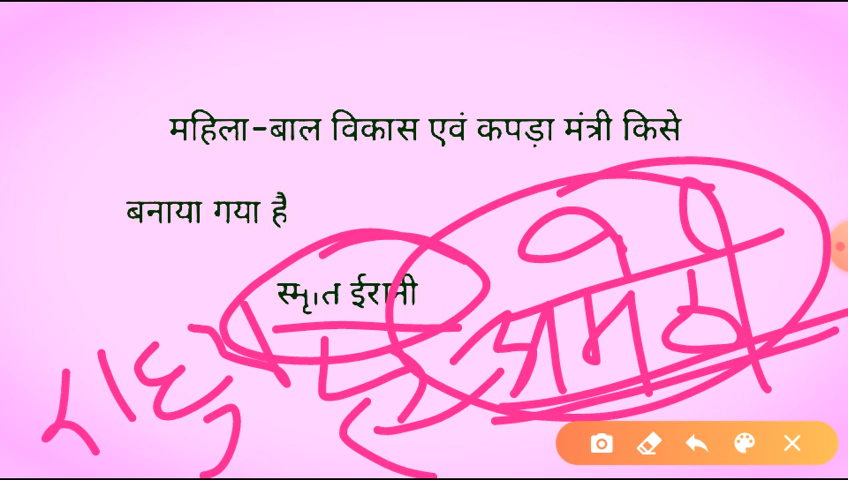 महिला-बाल विकास एवं कपड़ा मंत्री किसे
बनाया गया है
स्मृति ईरानी
अमेठी